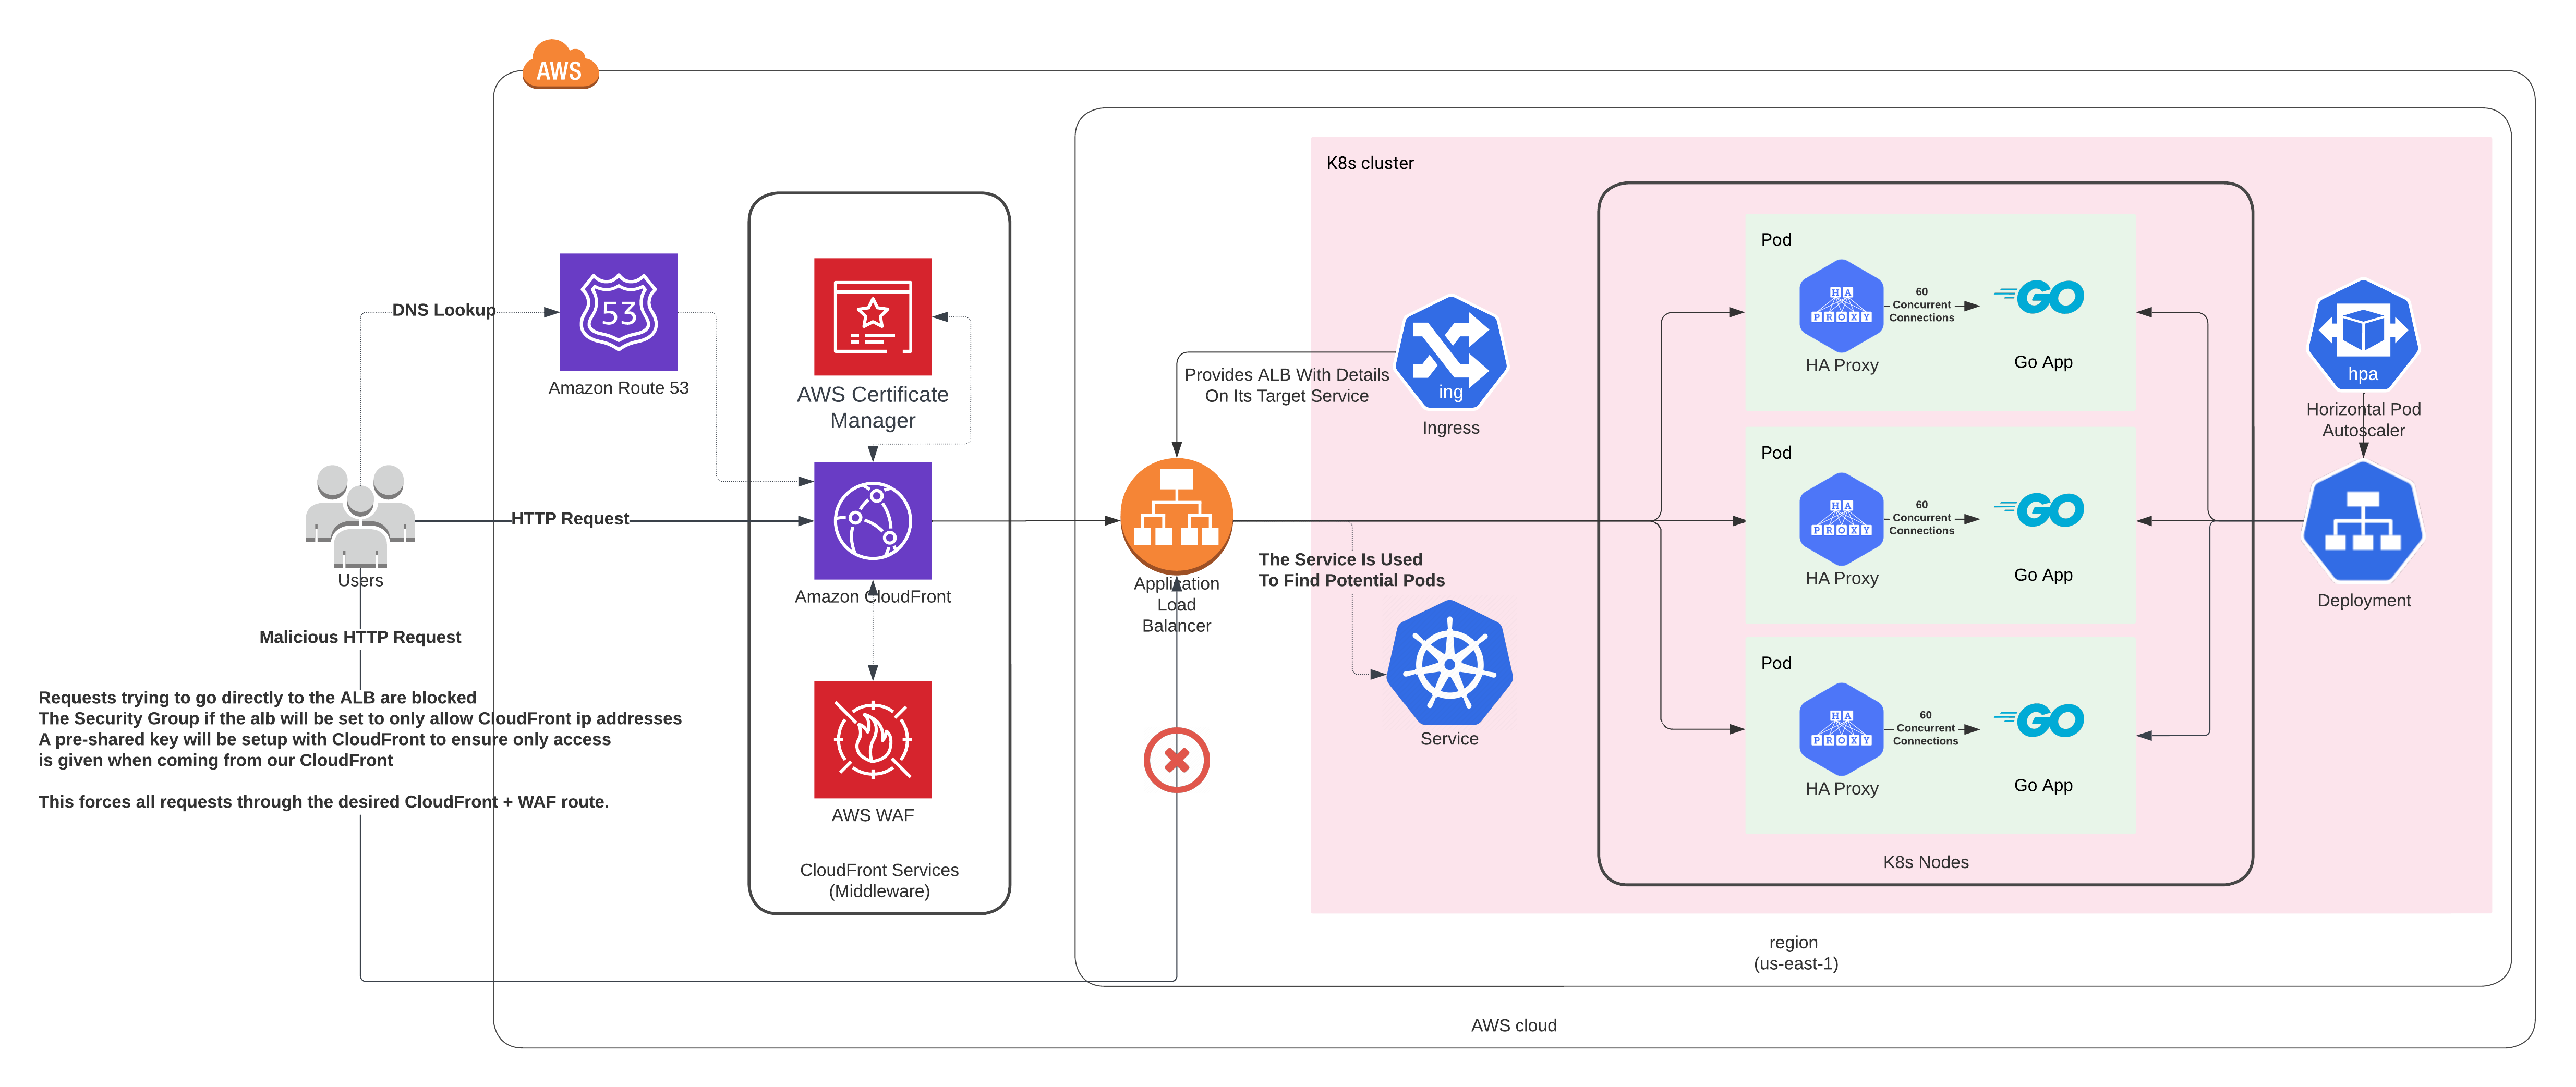 AWS
K8s cluster
Pod
HA
PROXY
60
Concurrent
Connections
GO
HA Proxy
Go App
DNS Lookup
53
Amazon Route 53
AWS Certificate
Manager
Provides ALB With Details
On Its Target Service
ing
Ingress
hpa
Horizontal Pod
Autoscaler
Pod
HA
PROXY
60
Concurrent
Connections
GO
HA Proxy
Go App
Users
HTTP Request
Amazon CloudFront
Application
Load
Balancer
The Service Is Used
To Find Potential Pods
Deployment
Malicious HTTP Request
Requests trying to go directly to the ALB are blocked
The Security Group if the alb will be set to only allow CloudFront ip addresses
A pre-shared key will be setup with CloudFront to ensure only access
is given when coming from our CloudFront
This forces all requests through the desired CloudFront + WAF route.
AWS WAF
CloudFront Services
(Middleware)
Service
Pod
HA
PROXY
60
Concurrent
Connections
GO
HA Proxy
Go App
K8s Nodes
region
(us-east-1)
AWS cloud